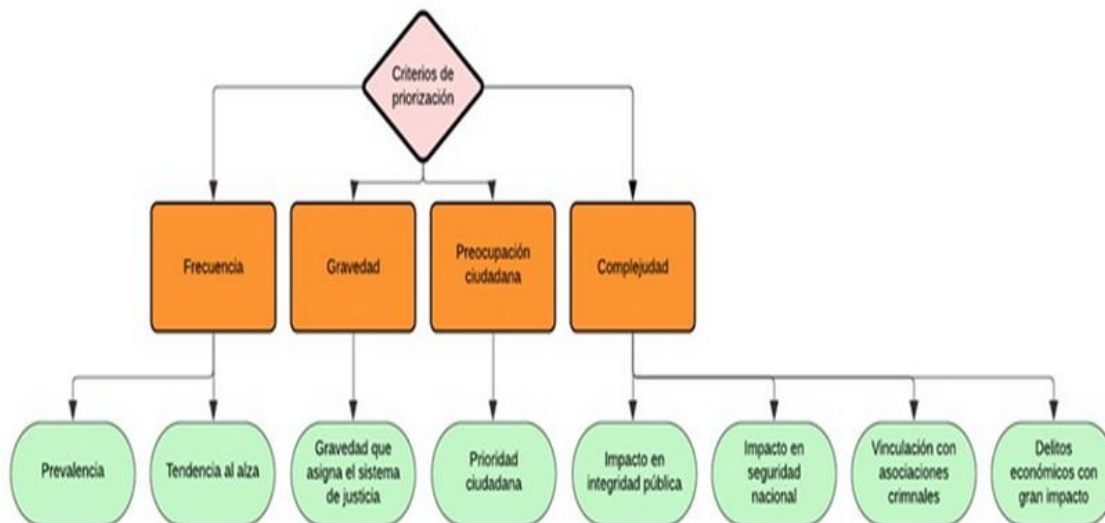 Criterios de
priorización
Frecuencia
Gravedad
Preocupación
ciudadana
Complejudad
Prevalencia
Tendencia al alza
Gravedad que
asigna el sistema
de justicia
Prioridad
ciudadana
Impacto en
integridad pública
Impacto en
seguridad
nacional
Vinculación con
asociaciones
crimnales
Delitos
económicos con
gran impacto